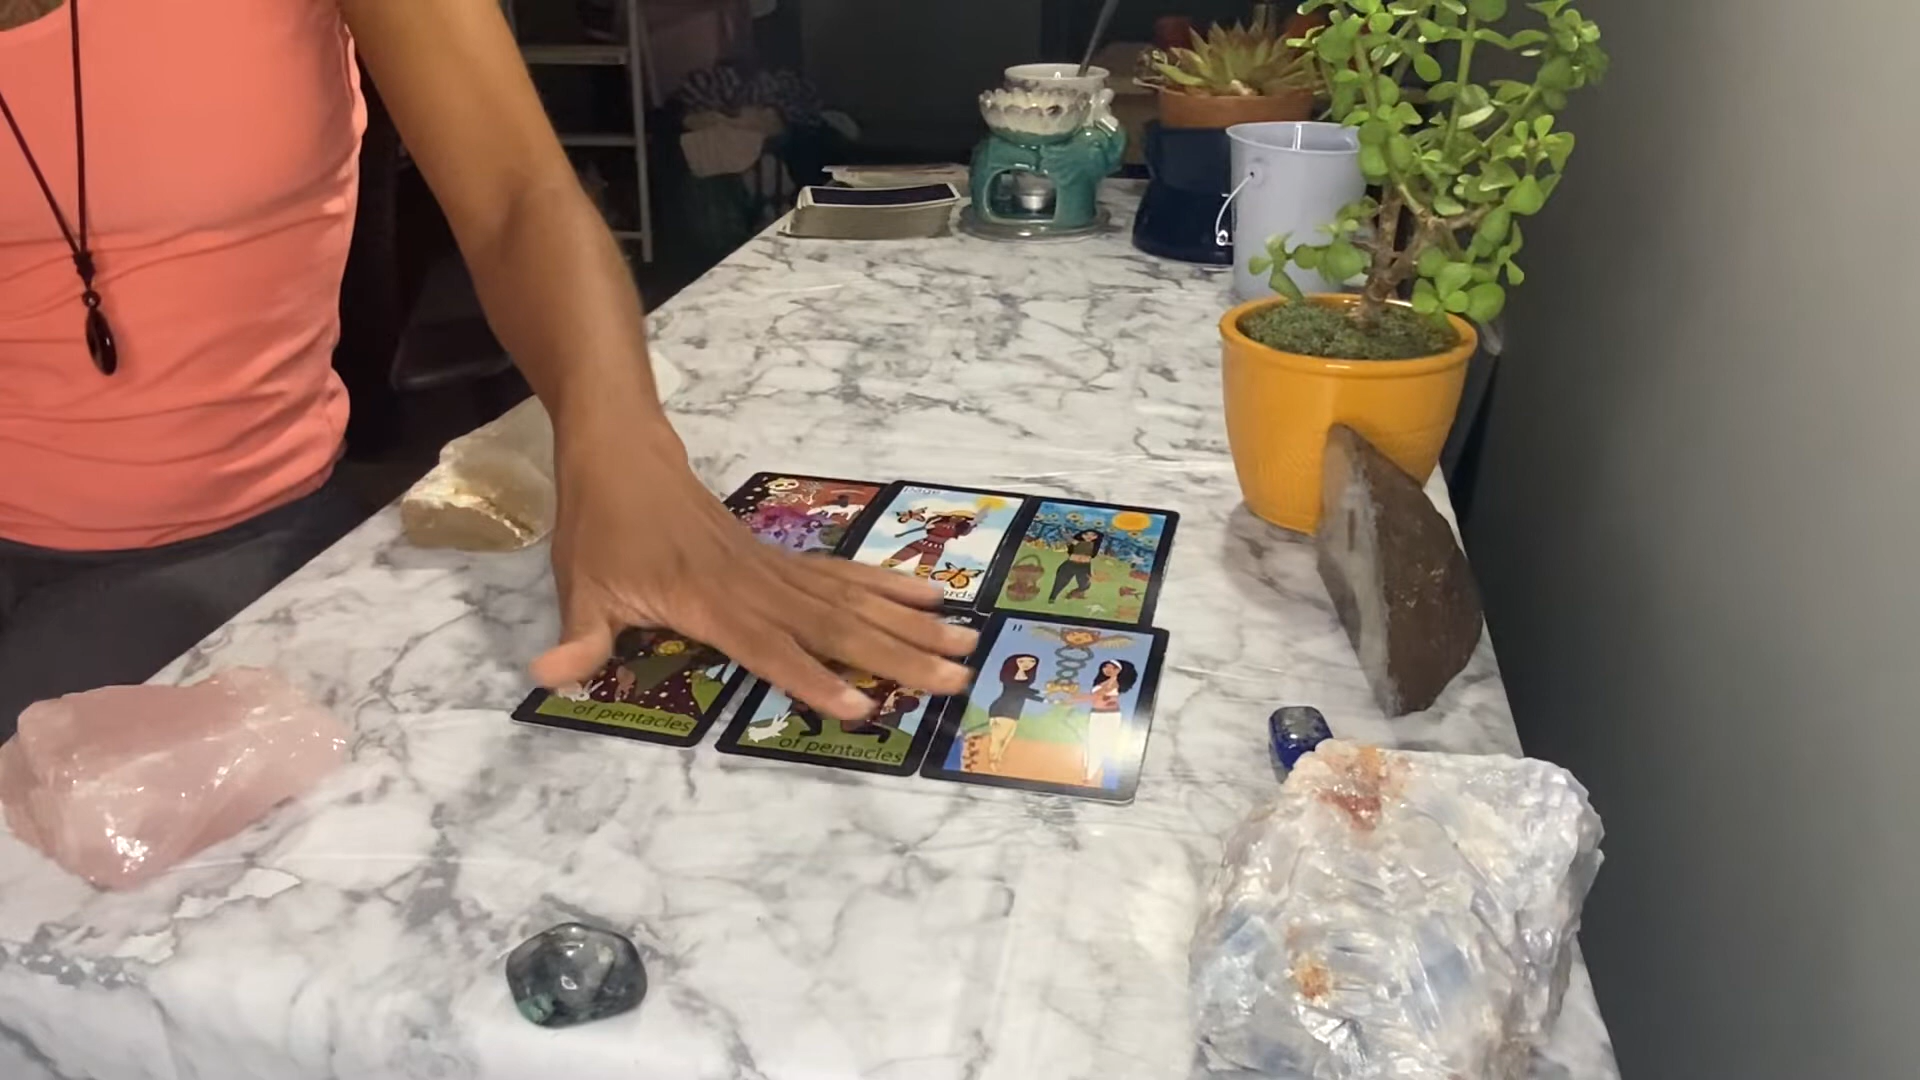 page
II
of pentacles
of pentacles